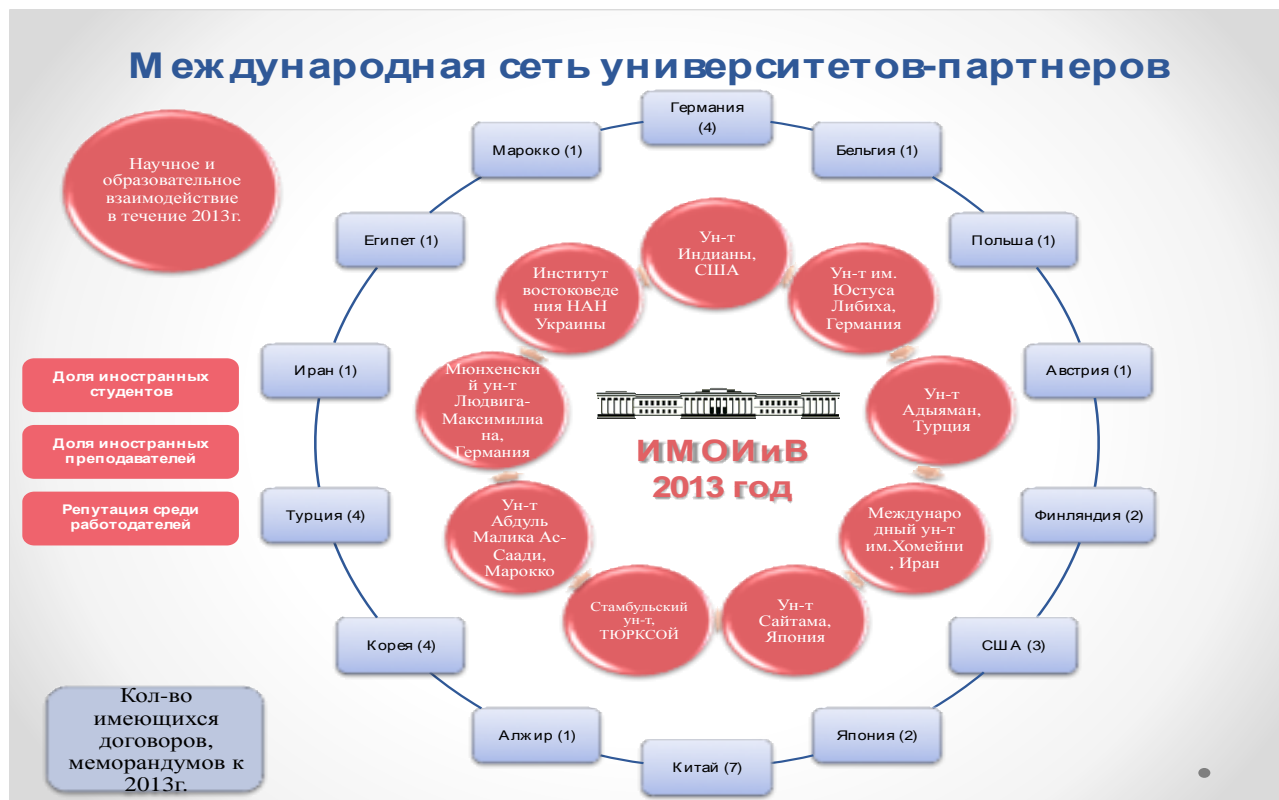 Международная сеть университетов-партнеров
Научное и
образовательное
взаимодействие
в течение 2013г.
Доля иностранных
студентов
Доля иностранных
преподавателей
Репутация среди
работодателей
Кол-во
имеющихся
договоров,
меморандумов к
2013г.
Германия
(4)
Бельгия (1)
Польша (1)
Австрия (1)
Финляндия (2)
США (3)
Япония (2)
Китай (7)
Алжир (1)
Корея (4)
Турция (4)
Иран (1)
Египет (1)
Марокко (1)
Ун-т
Индианы,
США
Ун-т им.
Юстуса
Либиха,
Германия
Ун-т
Адыяман,
Турция
Междунаро
дный ун-т
им.Хомейни
, Иран
Ун-т
Сайтама,
Япония
Стамбульский
ун-т,
ТЮРКСОЙ
Ун-т
Абдуль
Малика Ас-
Саади,
Марокко
Мюнхенски
й ун-т
Людвига-
Максимилиа
на,
Германия
Институт
востоковеде
ния НАН
Украины
ИМОИиВ
2013 год